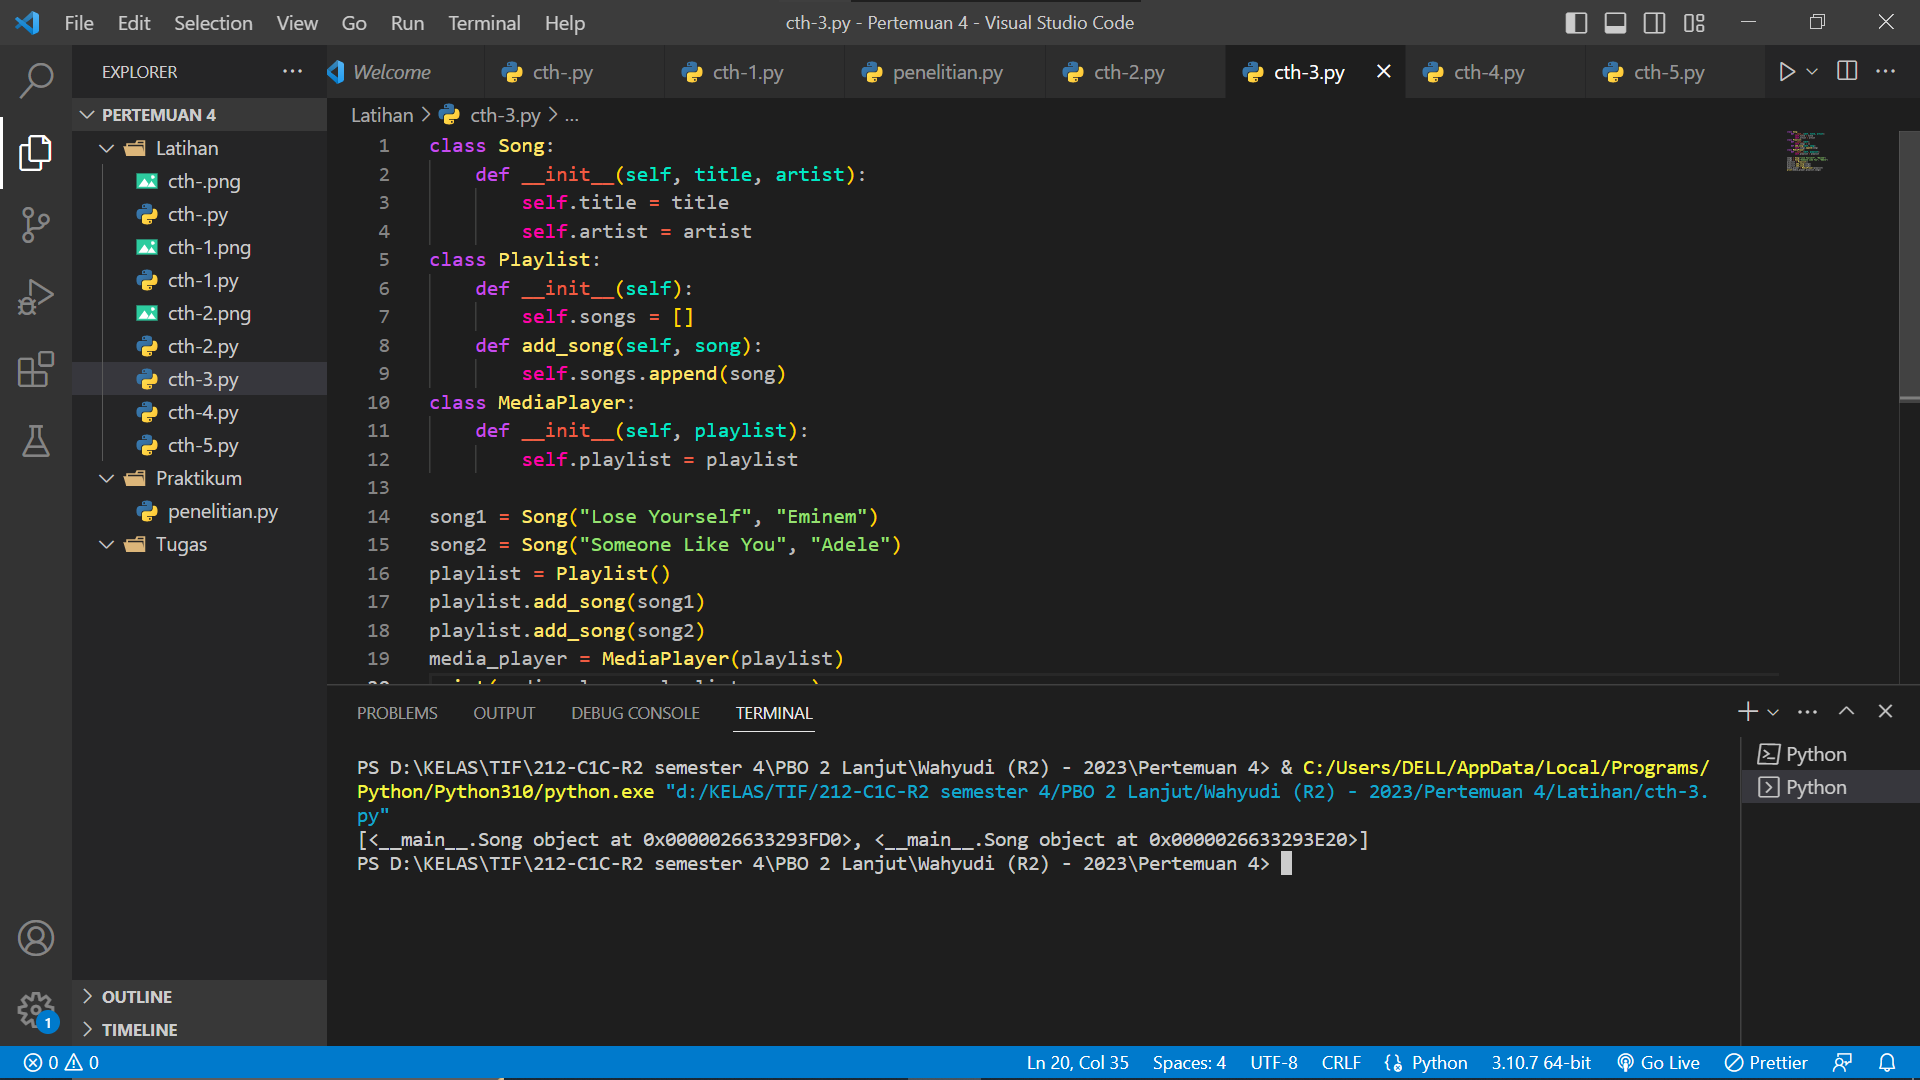 File Edit Selection View Go Run Terminal Help
cth-3.py - Pertemuan 4 - Visual Studio Code
EXPLORER
Welcome
cth-.py
cth-1.py
penelitian.py
cth-2.py
cth-3.py
cth-4.py
cth-5.py
PERTEMUAN 4
Latihan
cth-.png
cth-.py
cth-1.png
cth-1.py
cth-2.png
cth-2.py
cth-3.py
cth-4.py
cth-5.py
Praktikum
penelitian.py
Tugas
OUTLINE
TIMELINE
Latihan > cth-3.py > ...
1 class Song:
2 def __init__(self, title, artist):
3 self.title = title
4 self.artist = artist
5 class Playlist:
6 def __init__(self):
7 self.songs = []
8 def add_song(self, song):
9 self.songs.append(song)
10 class MediaPlayer:
11 def __init__(self, playlist):
12 self.playlist = playlist
13
14 song1 = Song("Lose Yourself", "Eminem")
15 song2 = Song("Someone Like You", "Adele")
16 playlist = Playlist()
17 playlist.add_song(song1)
18 playlist.add_song(song2)
19 media_player = MediaPlayer(playlist)
PROBLEMS OUTPUT DEBUG CONSOLE TERMINAL
PS D:\KELAS\TIF\212-C1C-R2 semester 4\PBO 2 Lanjut\Wahyudi (R2) - 2023\Pertemuan 4> & C:/Users/DELL/AppData/Local/Programs/
Python/Python310/python.exe "d:/KELAS/TIF/212-C1C-R2 semester 4/PBO 2 Lanjut/Wahyudi (R2) - 2023/Pertemuan 4/Latihan/cth-3.
py"
[<__main__.Song object at 0x0000026633293FD0>, <__main__.Song object at 0x0000026633293E20>]
PS D:\KELAS\TIF\212-C1C-R2 semester 4\PBO 2 Lanjut\Wahyudi (R2) - 2023\Pertemuan 4>
Python
Python
1
0 0
Ln 20, Col 35 Spaces: 4 UTF-8 CRLF Python 3.10.7 64-bit Go Live Prettier